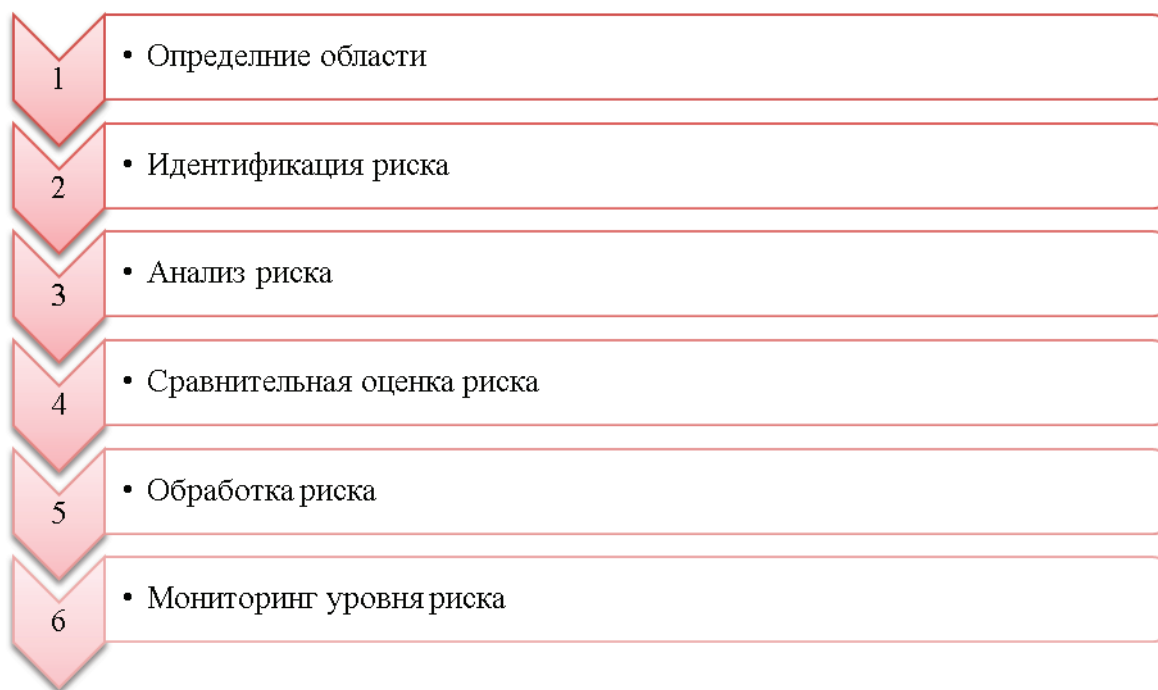 1 • Определние области
2 • Идентификация риска
3 • Анализ риска
4 • Сравнительная оценка риска
5 • Обработка риска
6 • Мониторинг уровня риска